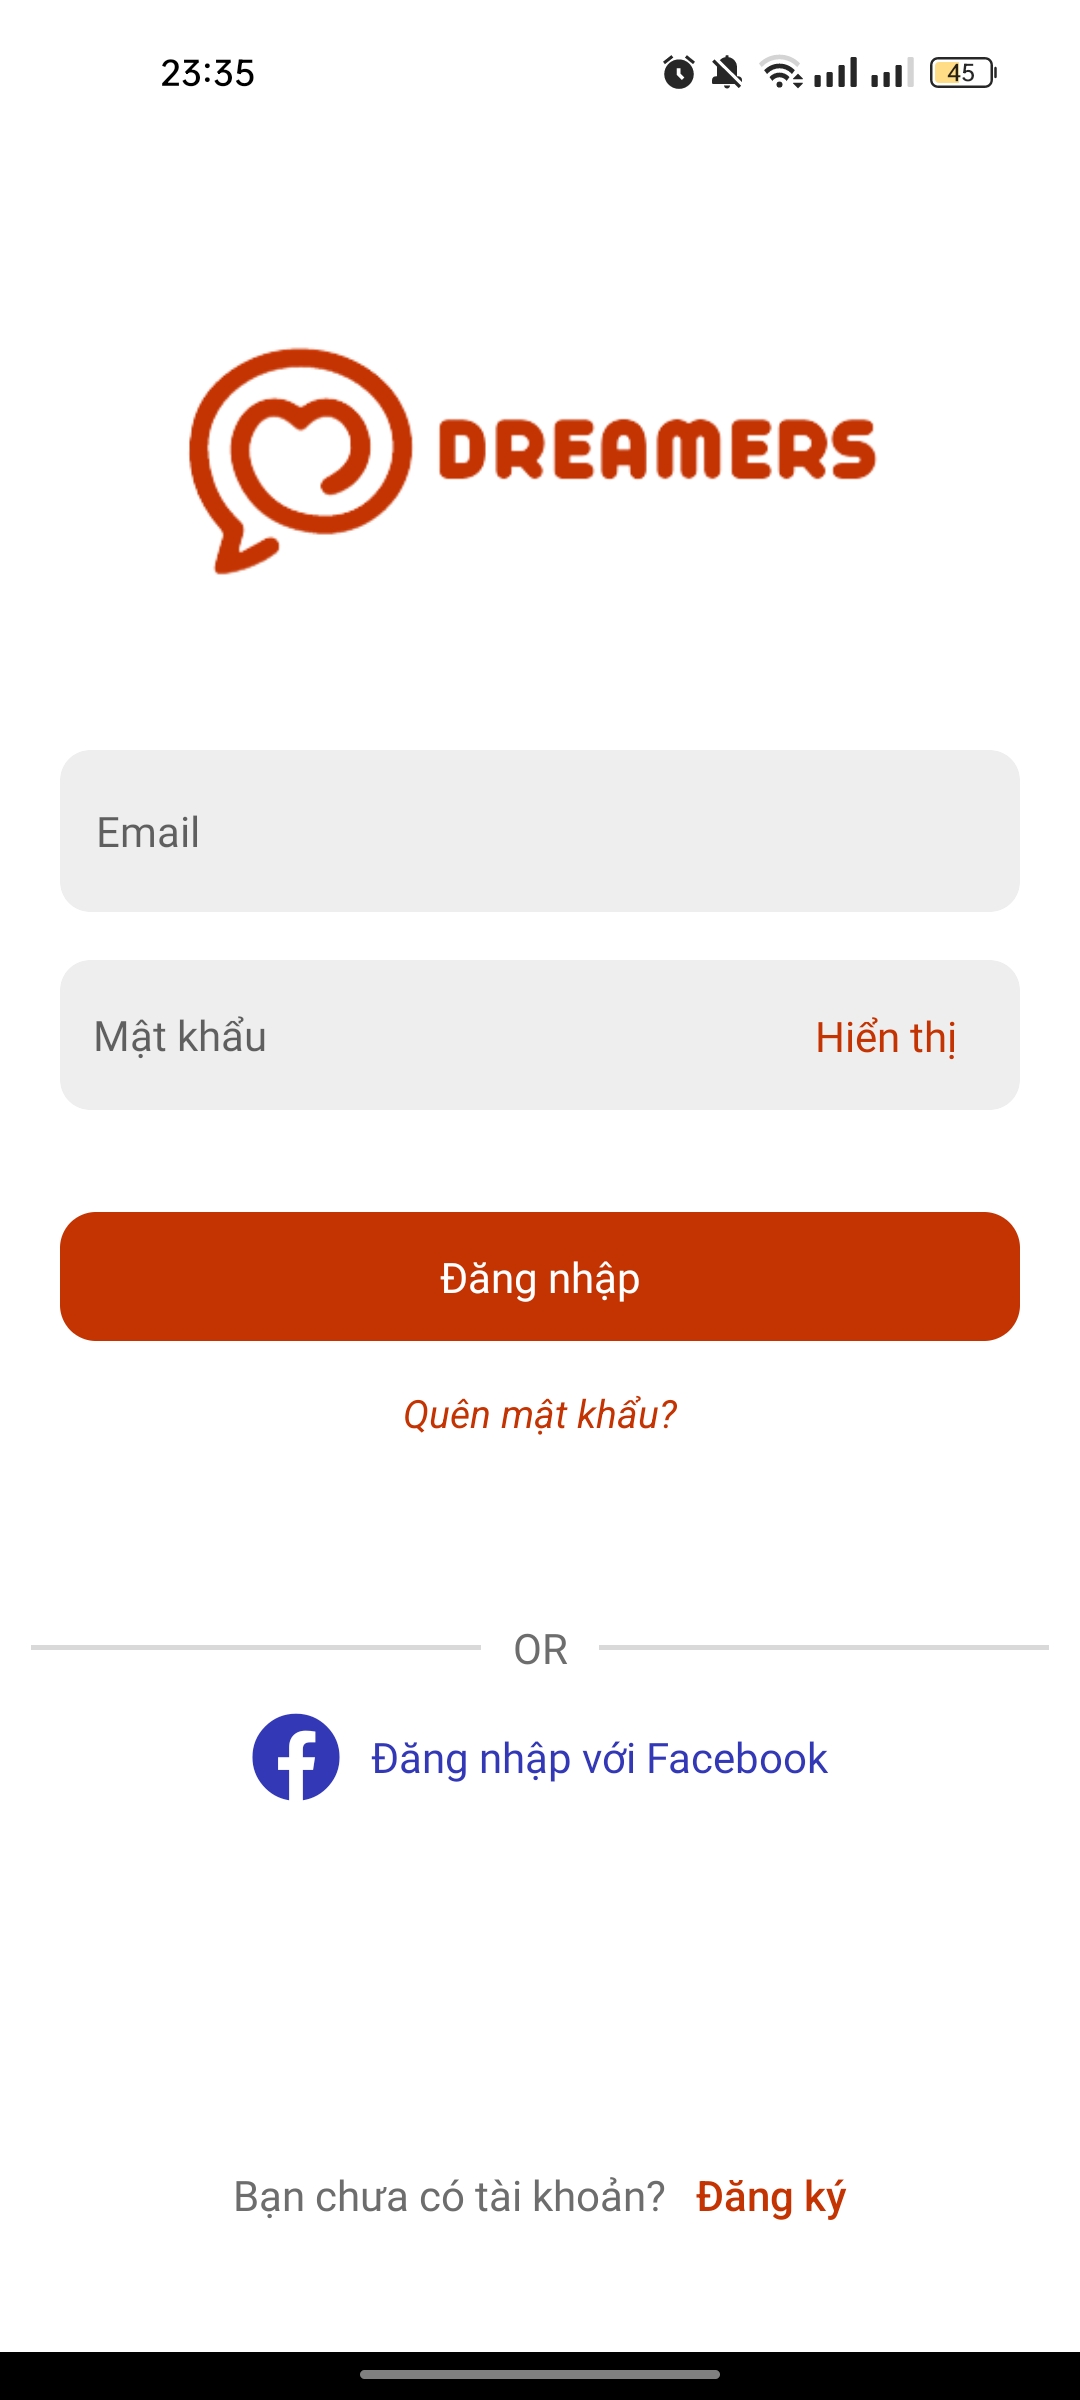 23:35
45
DREAMERS
Email
Mật khẩu Hiển thị
Đăng nhập
Quên mật khẩu?
OR
Đăng nhập với Facebook
Bạn chưa có tài khoản? Đăng ký